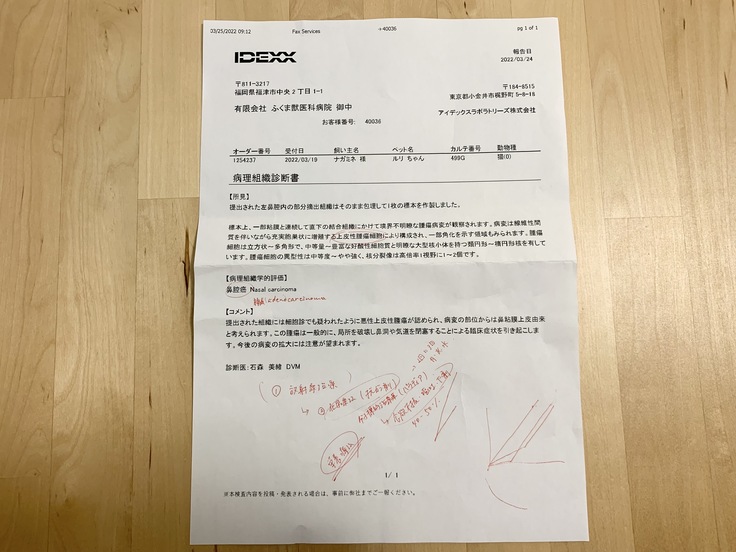 03/25/2022 09:12 Fax Services →40036 pg 1 of 1
IDEXX
報告日
2022/03/24
〒811-3217
福岡県福津市中央2丁目1-1
〒184-8515
東京都小金井市梶野町5-8-18
有限会社 ふくま獣医科病院 御中
アイデックスラボラトリーズ株式会社
お客様番号: 40036
オーダー番号 受付日 飼い主名 ペット名 カルテ番号 動物種
1254237 2022/03/19 ナガミネ 様 ルリ ちゃん 499G 猫(O)
病理組織診断書
【所見】
提出された左鼻腔内の部分摘出組織はそのまま包埋して1枚の標本を作製しました。
標本上、一部粘膜と連続して直下の結合組織にかけて境界不明瞭な腫瘍病変が観察されます。病変は線維性間
質を伴いながら充実胞巣状に増殖する上皮性腫瘍細胞により構成され、一部角化を示す領域もみられます。腫瘍
細胞は立方状~多角形で、中等量~豊富な好酸性細胞質と明瞭な大型核小体を持つ類円形~楕円形核を有して
います。腫瘍細胞の異型性は中等度~やや強く、核分裂像は高倍率1視野に1~2個です。
【病理組織学的評価】
鼻腔癌 Nasal carcinoma
腺癌 adenocarcinoma
【コメント】
提出された組織には細胞診でも疑われたように悪性上皮性腫瘍が認められ、病変の部位からは鼻粘膜上皮由来
と考えられます。この腫瘍は一般的に、局所を破壊し鼻洞や気道を閉塞することによる臨床症状を引き起こしま
す。今後の病変の拡大には注意が望まれます。
診断医:石森 美緒 DVM
① 放射線治療
②
40-50%
1/ 1
※本検査内容を投稿・発表される場合は、事前に弊社までご一報ください。